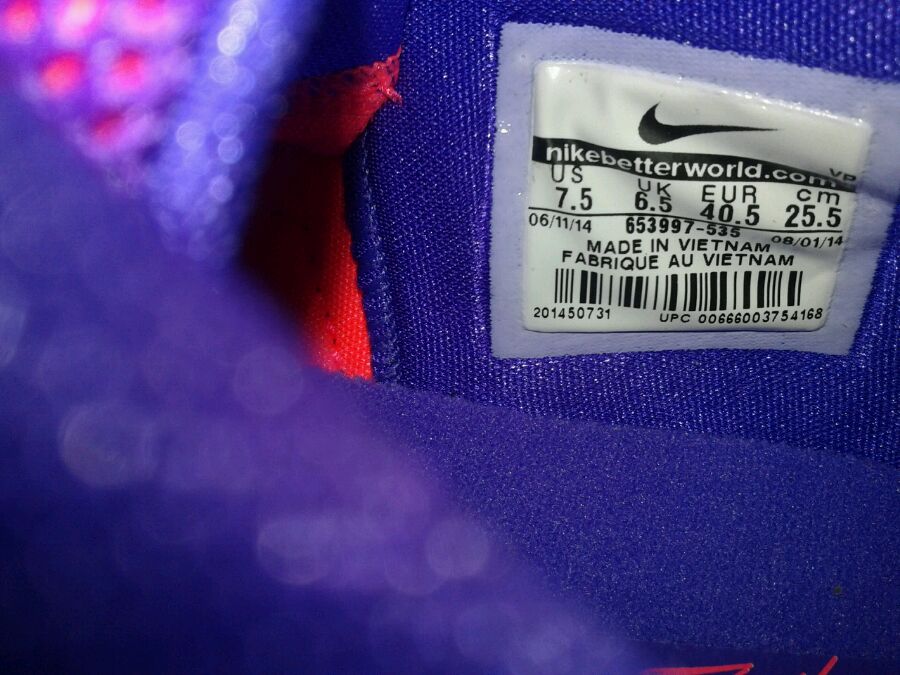 nikebetterworld.com VP
US UK EUR cm
7.5 6.5 40.5 25.5
06/11/14 653997-535 08/01/14
MADE IN VIETNAM
FABRIQUE AU VIETNAM
201450731 UPC 00666003754168